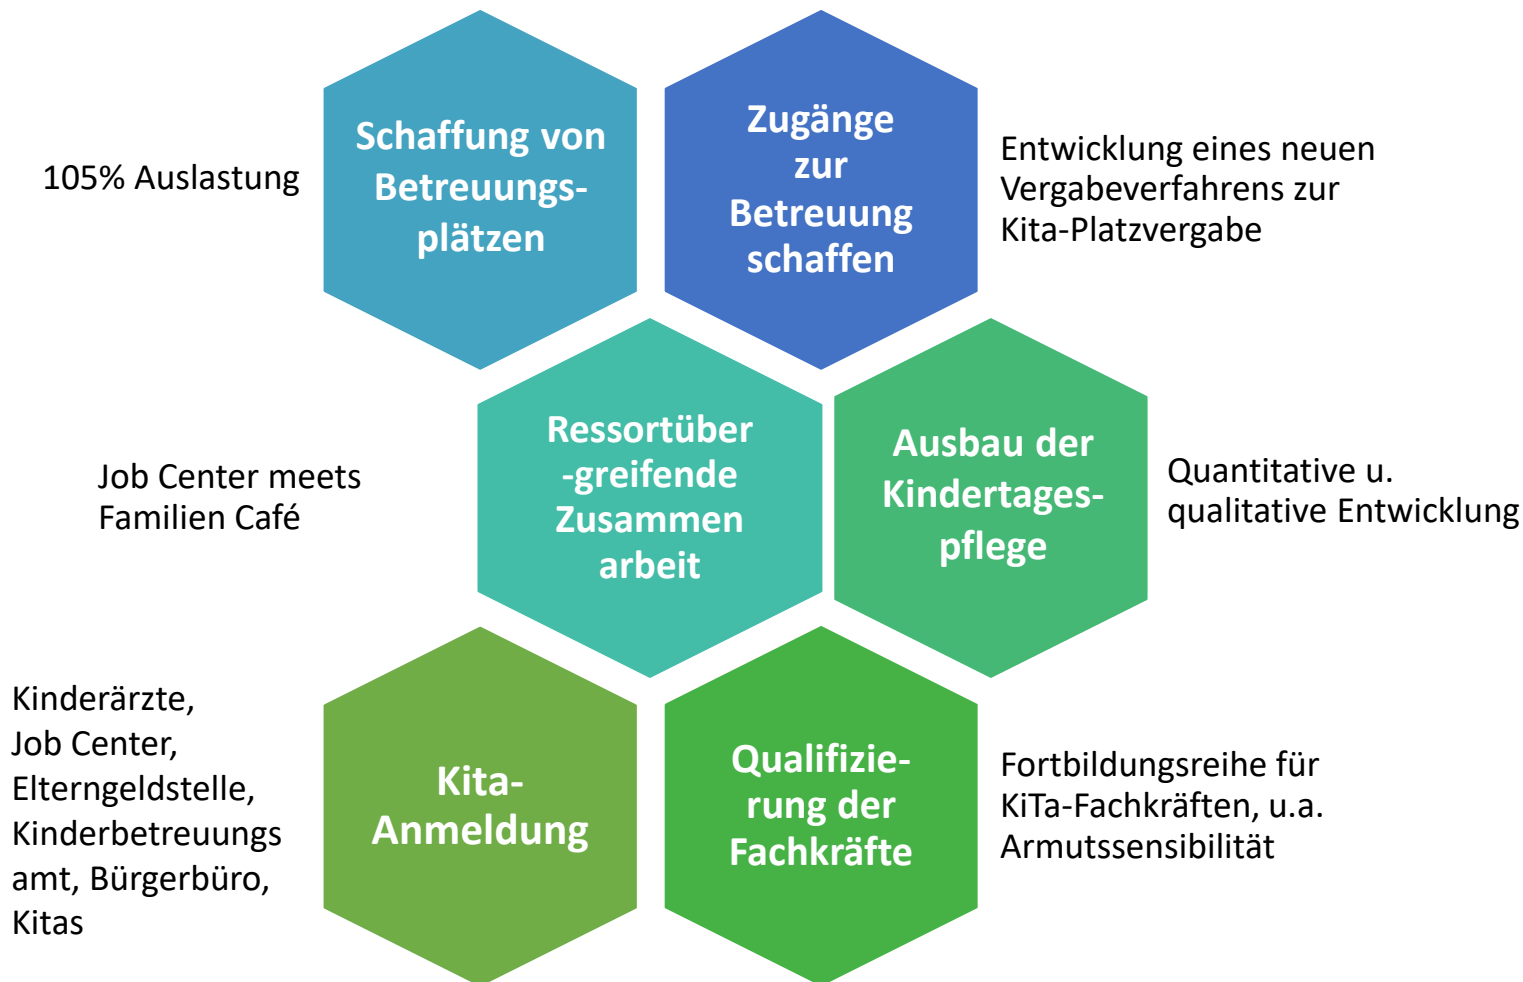 105% Auslastung
Schaffung von
Betreuungs-
plätzen
Zugänge
zur
Betreuung
schaffen
Entwicklung eines neuen
Vergabeverfahrens zur
Kita-Platzvergabe
Job Center meets
Familien Café
Ressortüber
-greifende
Zusammen
arbeit
Ausbau der
Kindertages-
pflege
Quantitative u.
qualitative Entwicklung
Kinderärzte,
Job Center,
Elterngeldstelle,
Kinderbetreuungs
amt, Bürgerbüro,
Kitas
Kita-
Anmeldung
Qualifizie-
rung der
Fachkräfte
Fortbildungsreihe für
KiTa-Fachkräften, u.a.
Armutssensibilität